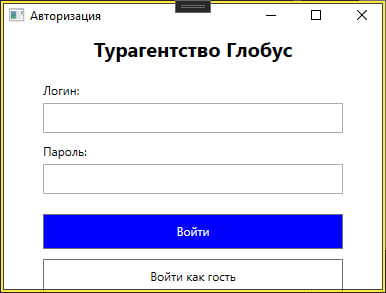 Авторизация
Турагентство Глобус
Логин:
Пароль:
Войти
Войти как гость